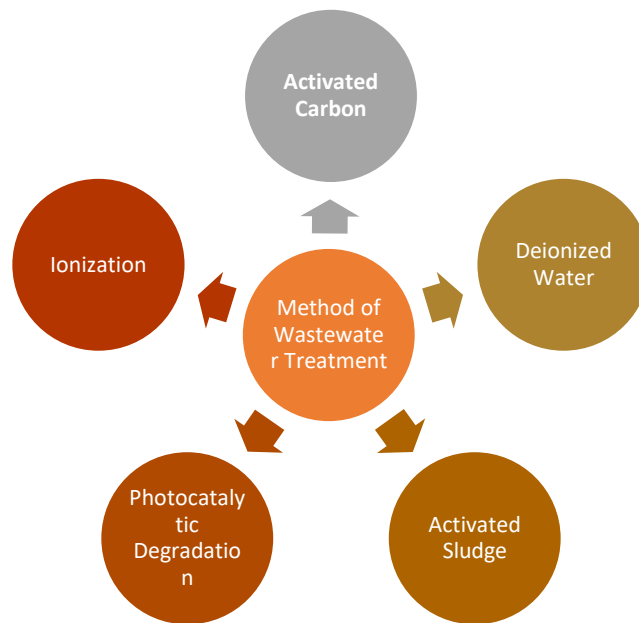 Activated
Carbon
Deionized
Water
Activated
Sludge
Photocataly
tic
Degradatio
n
Ionization
Method of
Wastewate
r Treatment